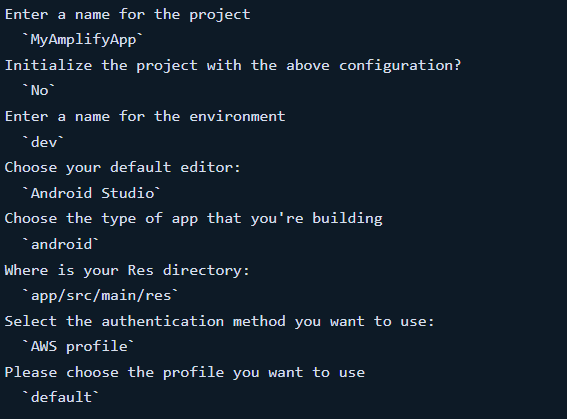 Enter a name for the project
`MyAmplifyApp`
Initialize the project with the above configuration?
`No`
Enter a name for the environment
`dev`
Choose your default editor:
`Android Studio`
Choose the type of app that you're building
`android`
Where is your Res directory:
`app/src/main/res`
Select the authentication method you want to use:
`AWS profile`
Please choose the profile you want to use
`default`